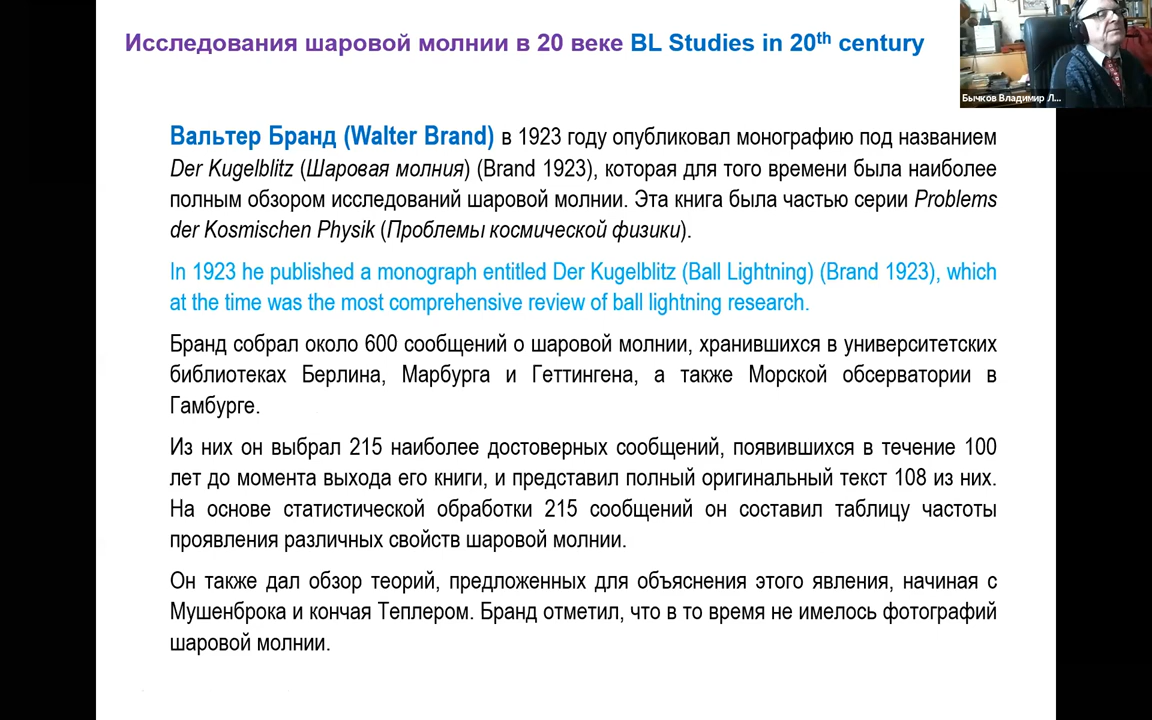 Исследования шаровой молнии в 20 веке BL Studies in 20th century
Бычков Владимир Л...
Вальтер Бранд (Walter Brand) в 1923 году опубликовал монографию под названием
Der Kugelblitz (Шаровая молния) (Brand 1923), которая для того времени была наиболее
полным обзором исследований шаровой молнии. Эта книга была частью серии Problems
der Kosmischen Physik (Проблемы космической физики).
In 1923 he published a monograph entitled Der Kugelblitz (Ball Lightning) (Brand 1923), which
at the time was the most comprehensive review of ball lightning research.
Бранд собрал около 600 сообщений о шаровой молнии, хранившихся в университетских
библиотеках Берлина, Марбурга и Геттингена, а также Морской обсерватории в
Гамбурге.
Из них он выбрал 215 наиболее достоверных сообщений, появившихся в течение 100
лет до момента выхода его книги, и представил полный оригинальный текст 108 из них.
На основе статистической обработки 215 сообщений он составил таблицу частоты
проявления различных свойств шаровой молнии.
Он также дал обзор теорий, предложенных для объяснения этого явления, начиная с
Мушенброка и кончая Теплером. Бранд отметил, что в то время не имелось фотографий
шаровой молнии.